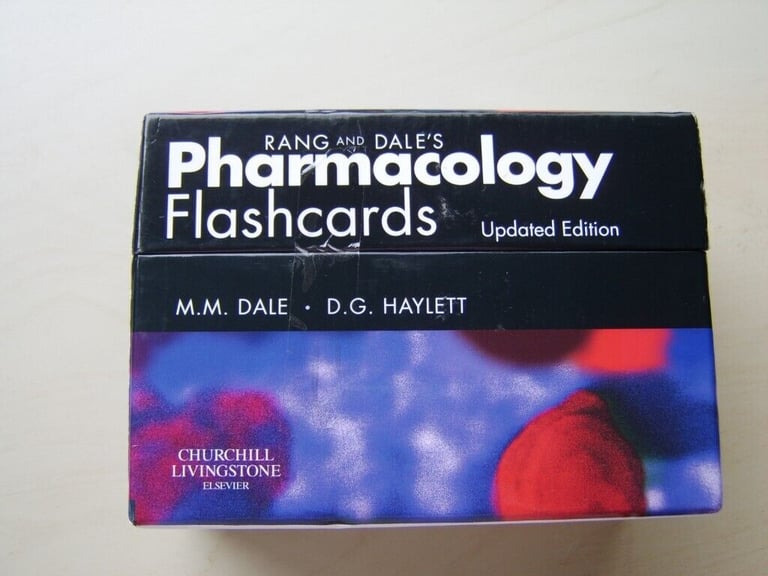 RANG AND DALE'S
Pharmacology
Flashcards
Updated Edition
M.M. DALE · D.G. HAYLETT
CHURCHILL
LIVINGSTONE
ELSEVIER